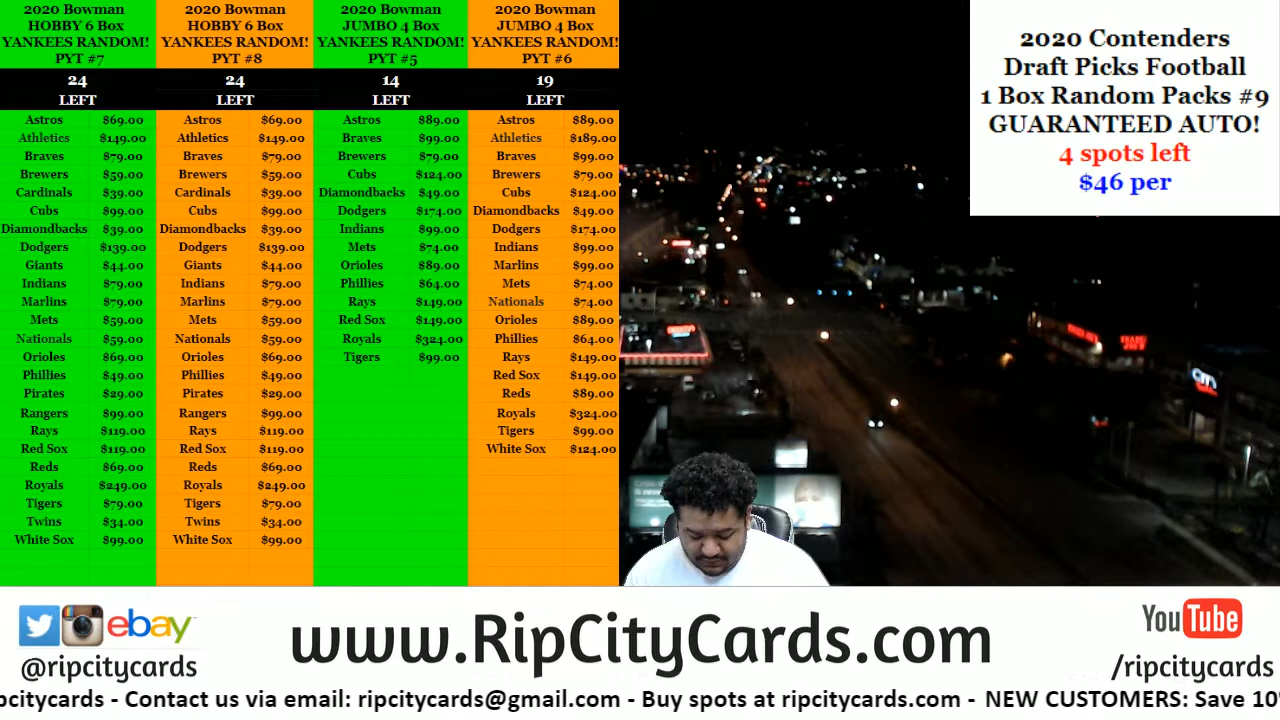 2020 Bowman
HOBBY 6 Box
YANKEES RANDOM!
PYT #7
24
LEFT
Astros $69.00
Athletics $149.00
Braves $79.00
Brewers $59.00
Cardinals $39.00
Cubs $99.00
Diamondbacks $39.00
Dodgers $139.00
Giants $44.00
Indians $79.00
Marlins $79.00
Mets $59.00
Nationals $59.00
Orioles $69.00
Phillies $49.00
Pirates $29.00
Rangers $99.00
Rays $119.00
Red Sox $119.00
Reds $69.00
Royals $249.00
Tigers $79.00
Twins $34.00
White Sox $99.00
2020 Bowman
HOBBY 6 Box
YANKEES RANDOM!
PYT #8
24
LEFT
Astros $69.00
Athletics $149.00
Braves $79.00
Brewers $59.00
Cardinals $39.00
Cubs $99.00
Diamondbacks $39.00
Dodgers $139.00
Giants $44.00
Indians $79.00
Marlins $79.00
Mets $59.00
Nationals $59.00
Orioles $69.00
Phillies $49.00
Pirates $29.00
Rangers $99.00
Rays $119.00
Red Sox $119.00
Reds $69.00
Royals $249.00
Tigers $79.00
Twins $34.00
White Sox $99.00
2020 Bowman
JUMBO 4 Box
YANKEES RANDOM!
PYT #5
14
LEFT
Astros $89.00
Braves $99.00
Brewers $79.00
Cubs $124.00
Diamondbacks $49.00
Dodgers $174.00
Indians $99.00
Mets $74.00
Orioles $89.00
Phillies $64.00
Rays $149.00
Red Sox $149.00
Royals $324.00
Tigers $99.00
2020 Bowman
JUMBO 4 Box
YANKEES RANDOM!
PYT #6
19
LEFT
Astros $89.00
Athletics $189.00
Braves $99.00
Brewers $79.00
Cubs $124.00
Diamondbacks $49.00
Dodgers $174.00
Indians $99.00
Marlins $99.00
Mets $74.00
Nationals $74.00
Orioles $89.00
Phillies $64.00
Rays $149.00
Red Sox $149.00
Reds $89.00
Royals $324.00
Tigers $99.00
White Sox $124.00
2020 Contenders
Draft Picks Football
1 Box Random Packs #9
GUARANTEED AUTO!
4 spots left
$46 per
ebay
@ripcitycards
www.RipCityCards.com
YouTube
/ripcitycards
pcitycards - Contact us via email: ripcitycards@gmail.com - Buy spots at ripcitycards.com - NEW CUSTOMERS: Save 10